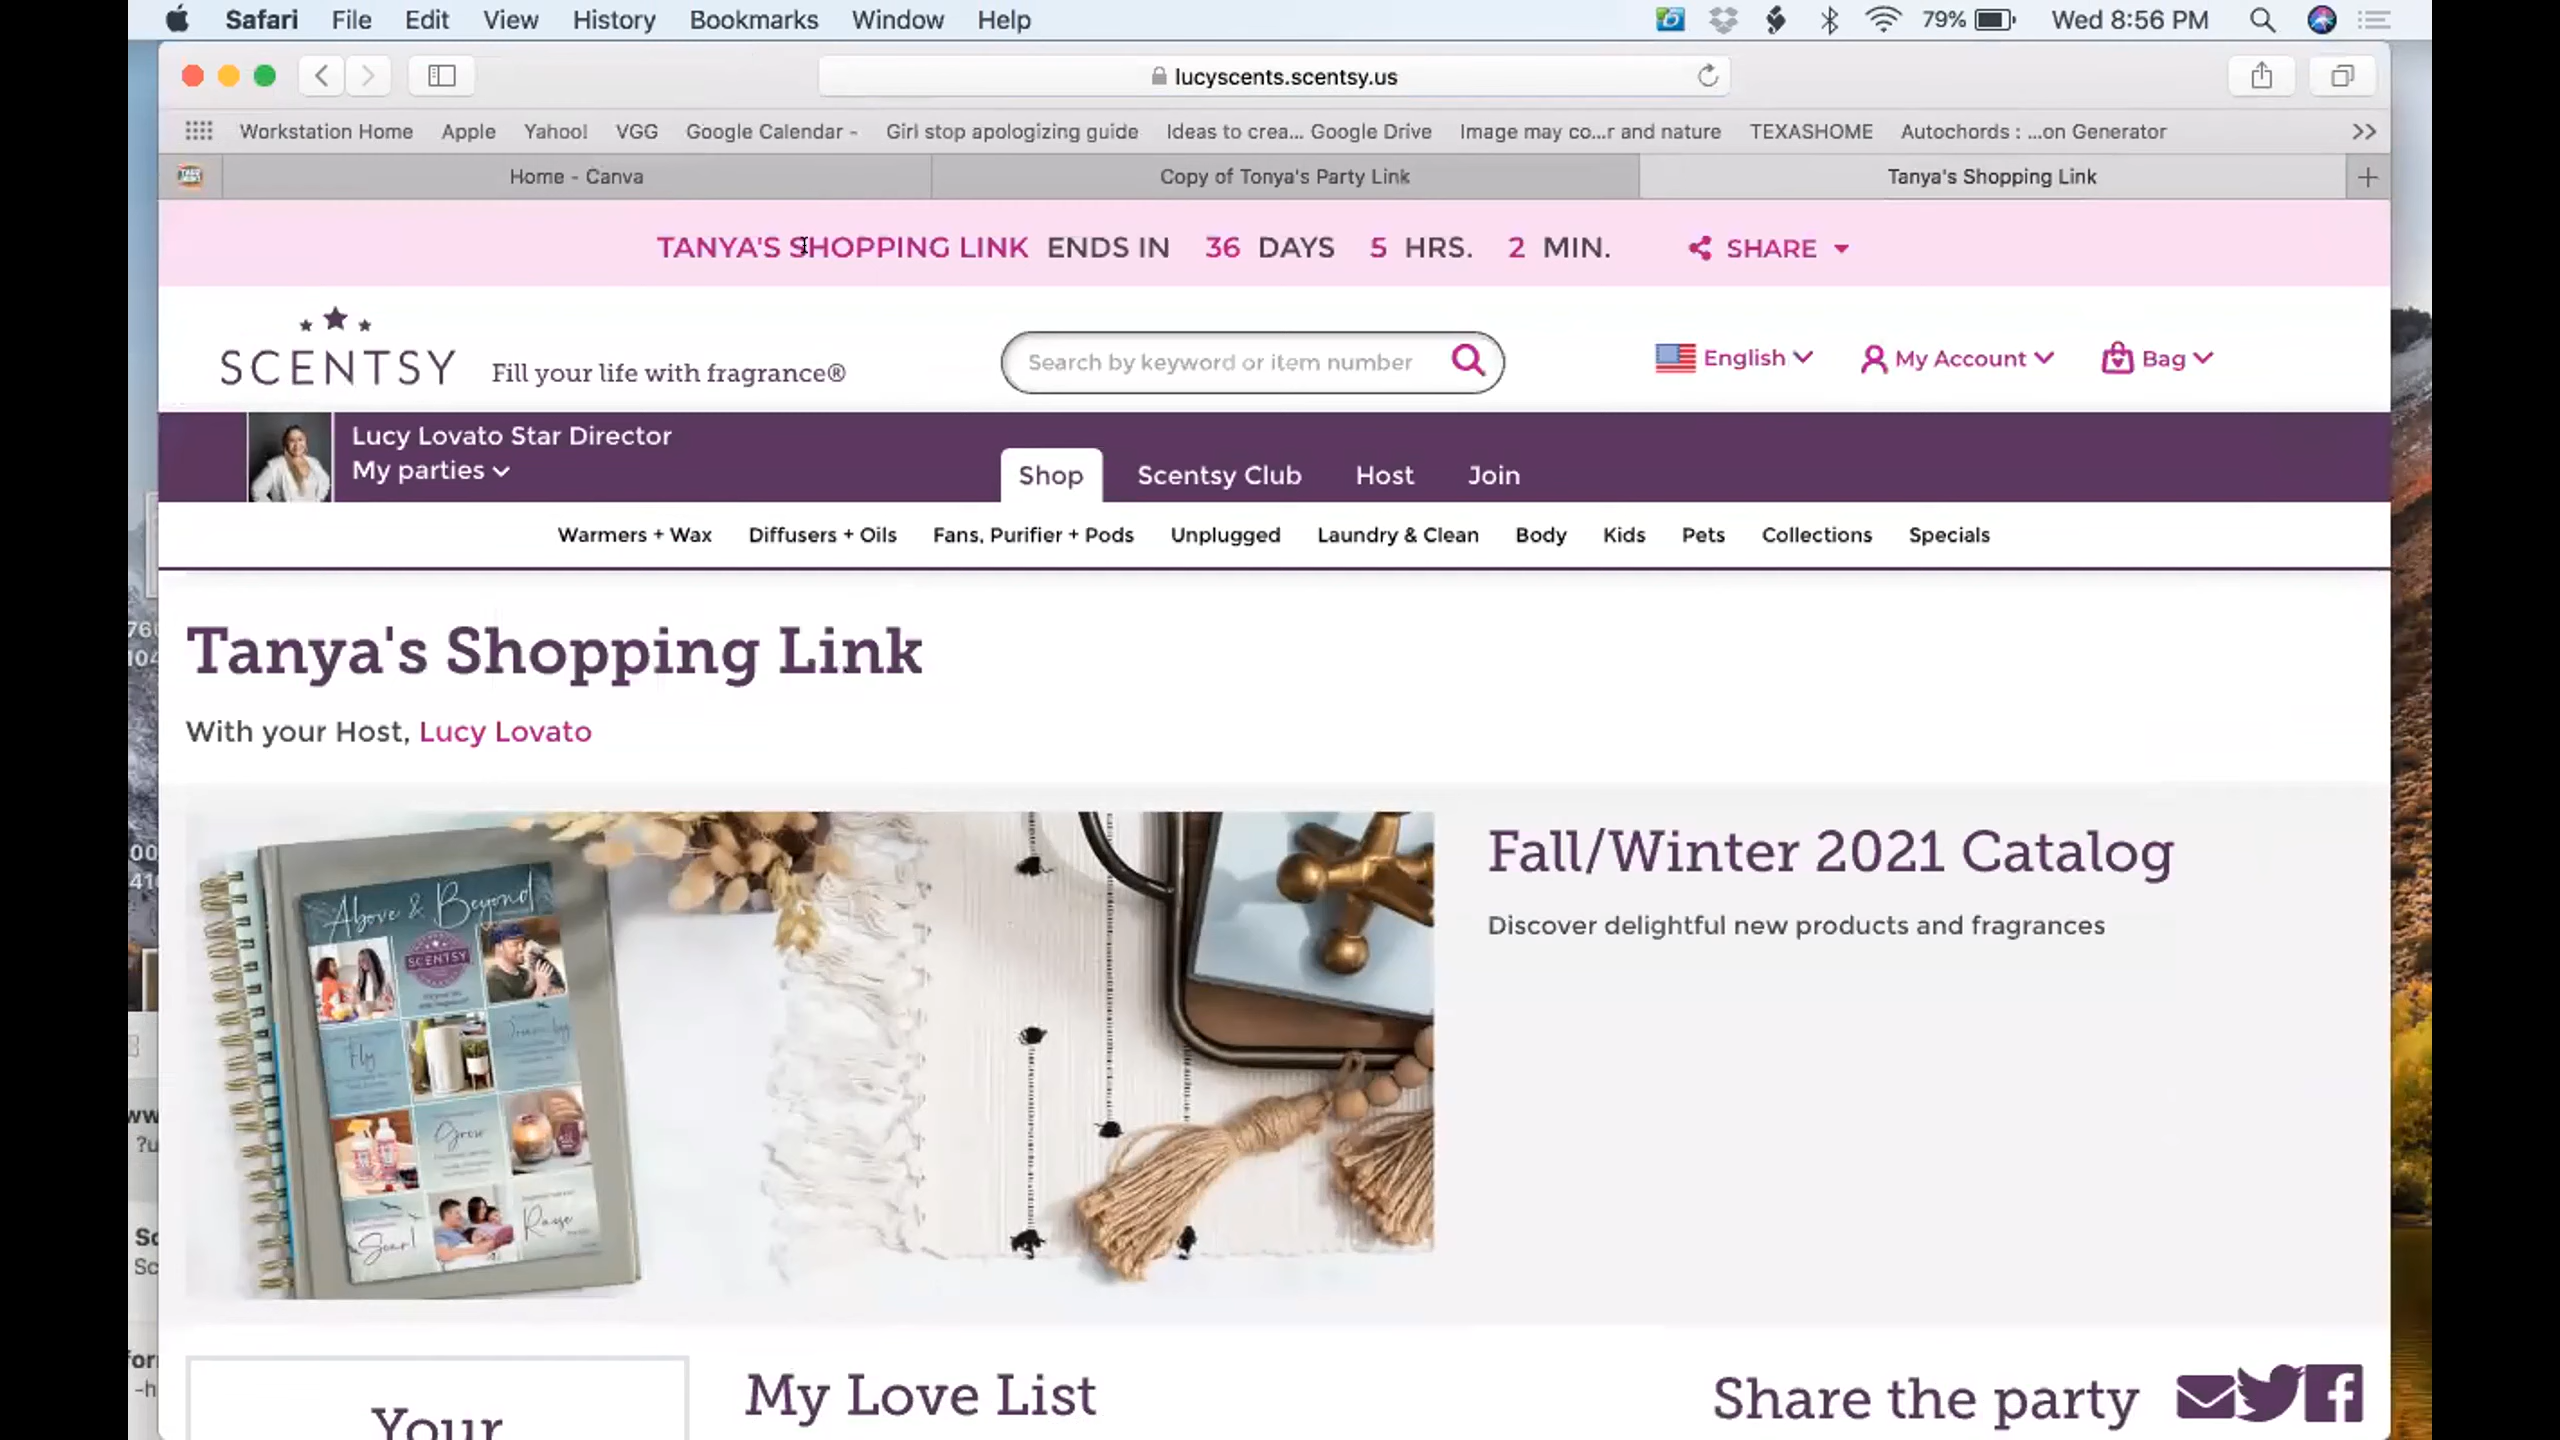 Safari File Edit View History Bookmarks Window Help 79% Wed 8:56 PM
lucyscents.scentsy.us
Workstation Home Apple Yahoo! VGG Google Calendar - Girl stop apologizing guide Ideas to crea... Google Drive Image may co...r and nature TEXASHOME Autochords : ...on Generator >>
Home - Canva Copy of Tonya's Party Link Tanya's Shopping Link
TANYA'S SHOPPING LINK ENDS IN 36 DAYS 5 HRS. 2 MIN. SHARE
SCENTSY Fill your life with fragrance® Search by keyword or item number English My Account Bag
Lucy Lovato Star Director
My parties
Shop Scentsy Club Host Join
Warmers + Wax Diffusers + Oils Fans, Purifier + Pods Unplugged Laundry & Clean Body Kids Pets Collections Specials
Tanya's Shopping Link
With your Host, Lucy Lovato
Fall/Winter 2021 Catalog
Discover delightful new products and fragrances
Above & Beyond
SCENTSY
Fly
Grow
Soar!
Raise
My Love List
Share the party
Your